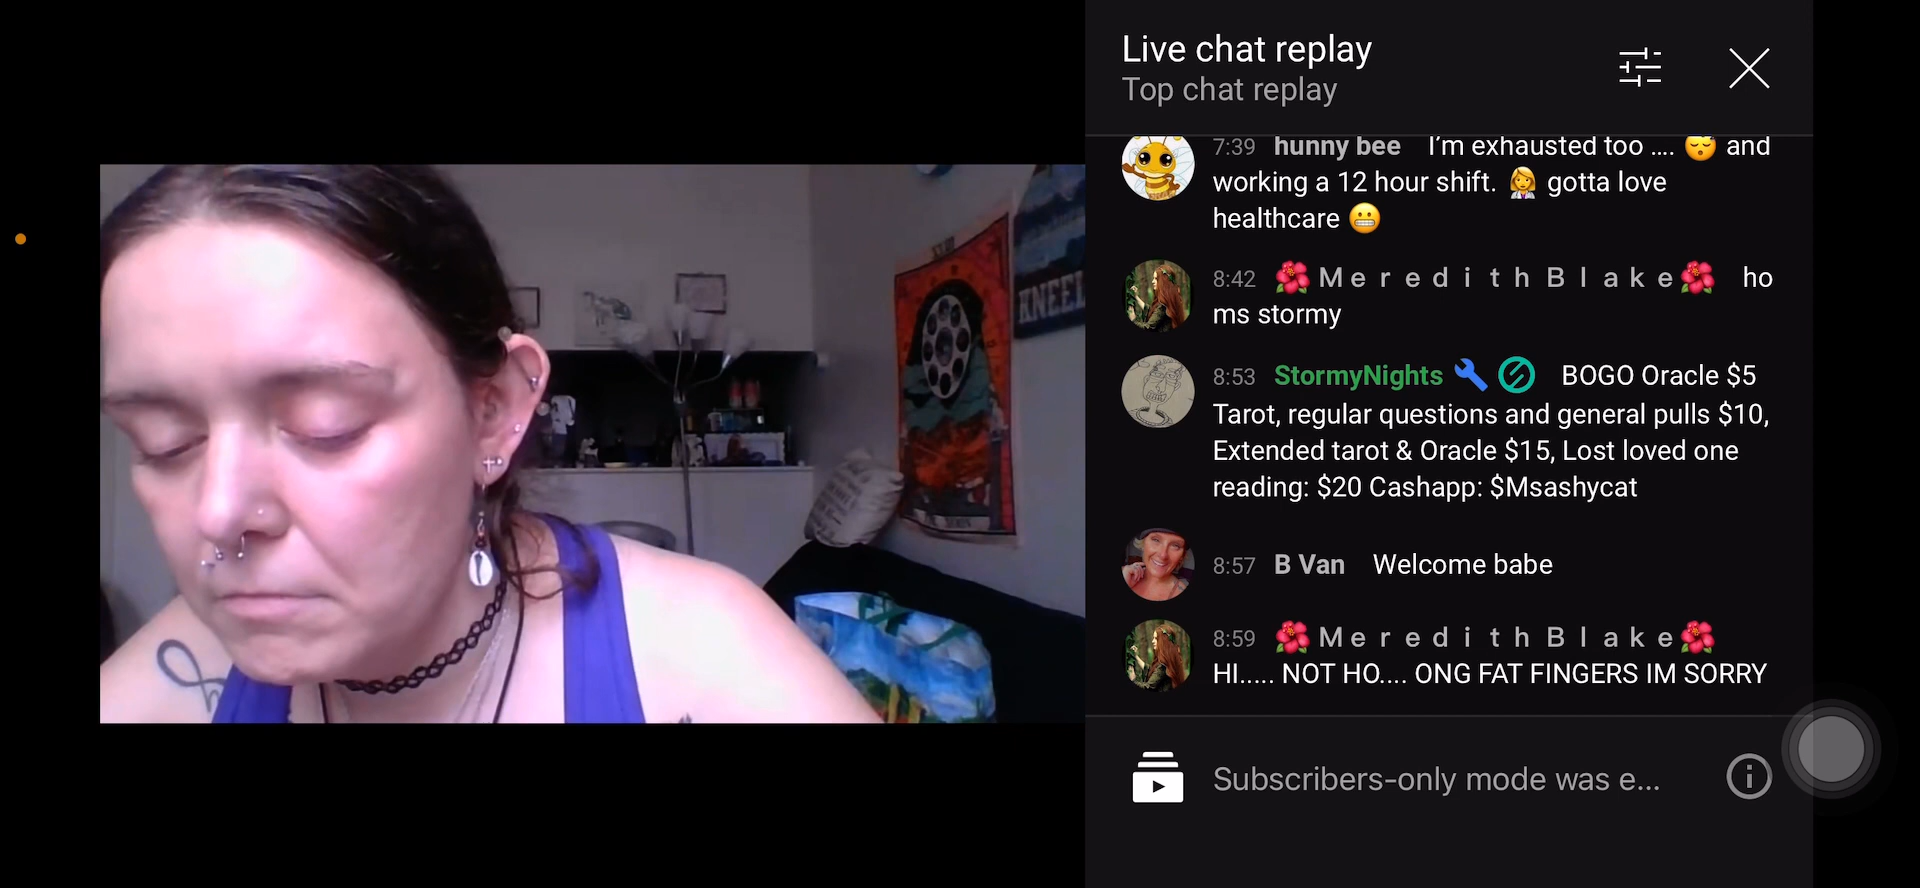 Live chat replay
Top chat replay
7:39 hunny bee I'm exhausted too .... 😴 and
working a 12 hour shift. 👩‍⚕️ gotta love
healthcare 😬
8:42 🌺M e r e d i t h B l a k e🌺 ho
ms stormy
8:53 StormyNights BOGO Oracle $5
Tarot, regular questions and general pulls $10,
Extended tarot & Oracle $15, Lost loved one
reading: $20 Cashapp: $Msashycat
8:57 B Van Welcome babe
8:59 🌺M e r e d i t h B l a k e🌺
HI..... NOT HO.... ONG FAT FINGERS IM SORRY
Subscribers-only mode was e...
KNEEL